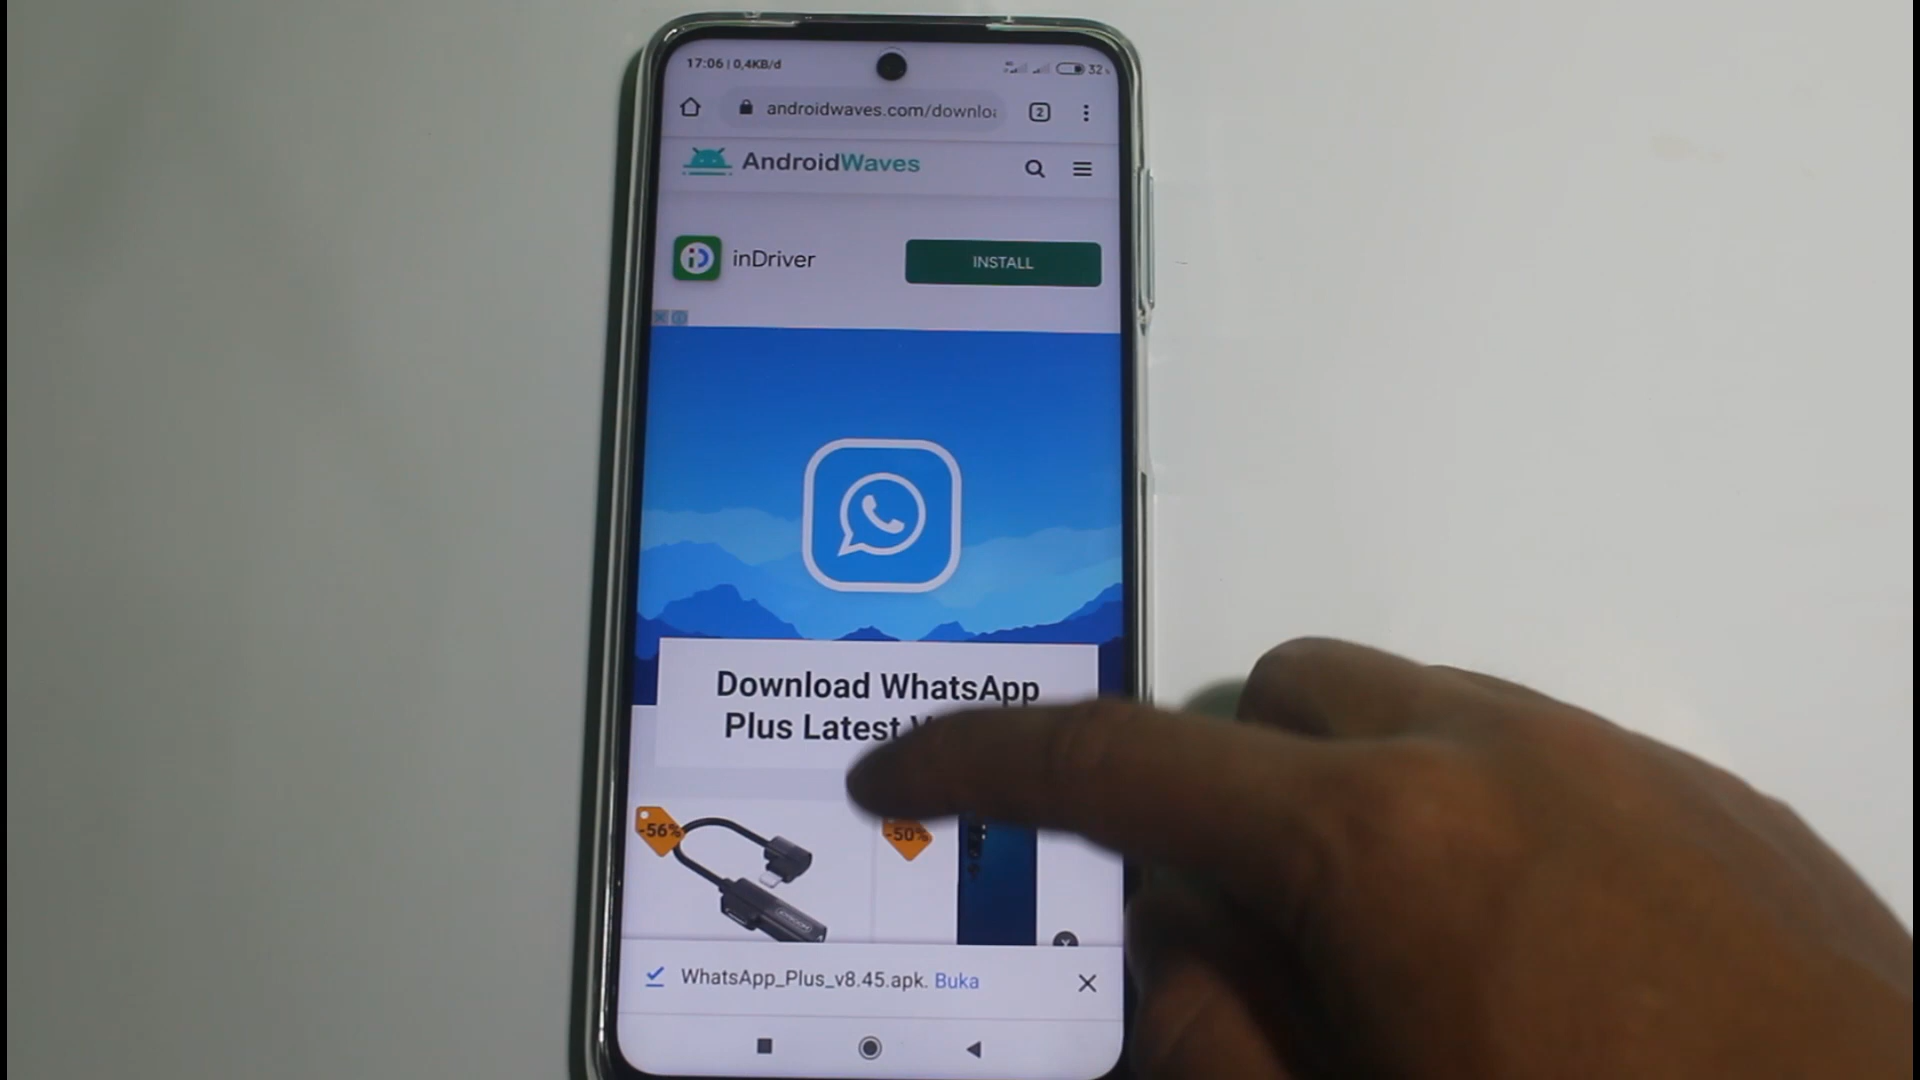 17:06 | 0,4KB/d
32
androidwaves.com/downlo
2
AndroidWaves
inDriver
INSTALL
Download WhatsApp
Plus Latest
-56%
-50%
WhatsApp_Plus_v8.45.apk. Buka